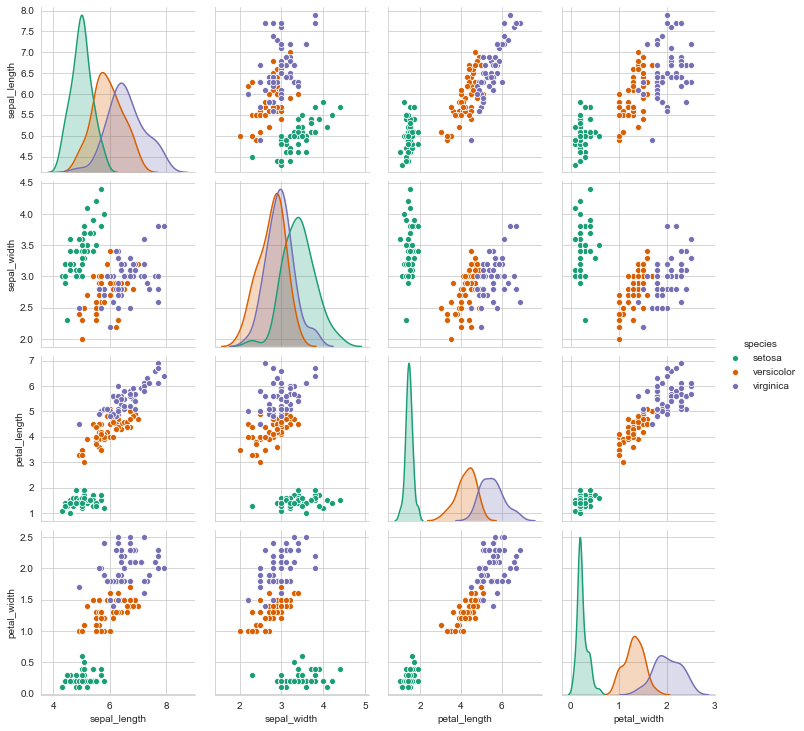 8.0
7.5
7.0
6.5
6.0
5.5
5.0
4.5
sepal_length
4.5
4.0
3.5
3.0
2.5
2.0
sepal_width
species
setosa
versicolor
virginica
7
6
5
4
3
2
1
petal_length
2.5
2.0
1.5
1.0
0.5
0.0
petal_width
4 6 8
sepal_length
2 3 4 5
sepal_width
2 4 6
petal_length
0 1 2 3
petal_width